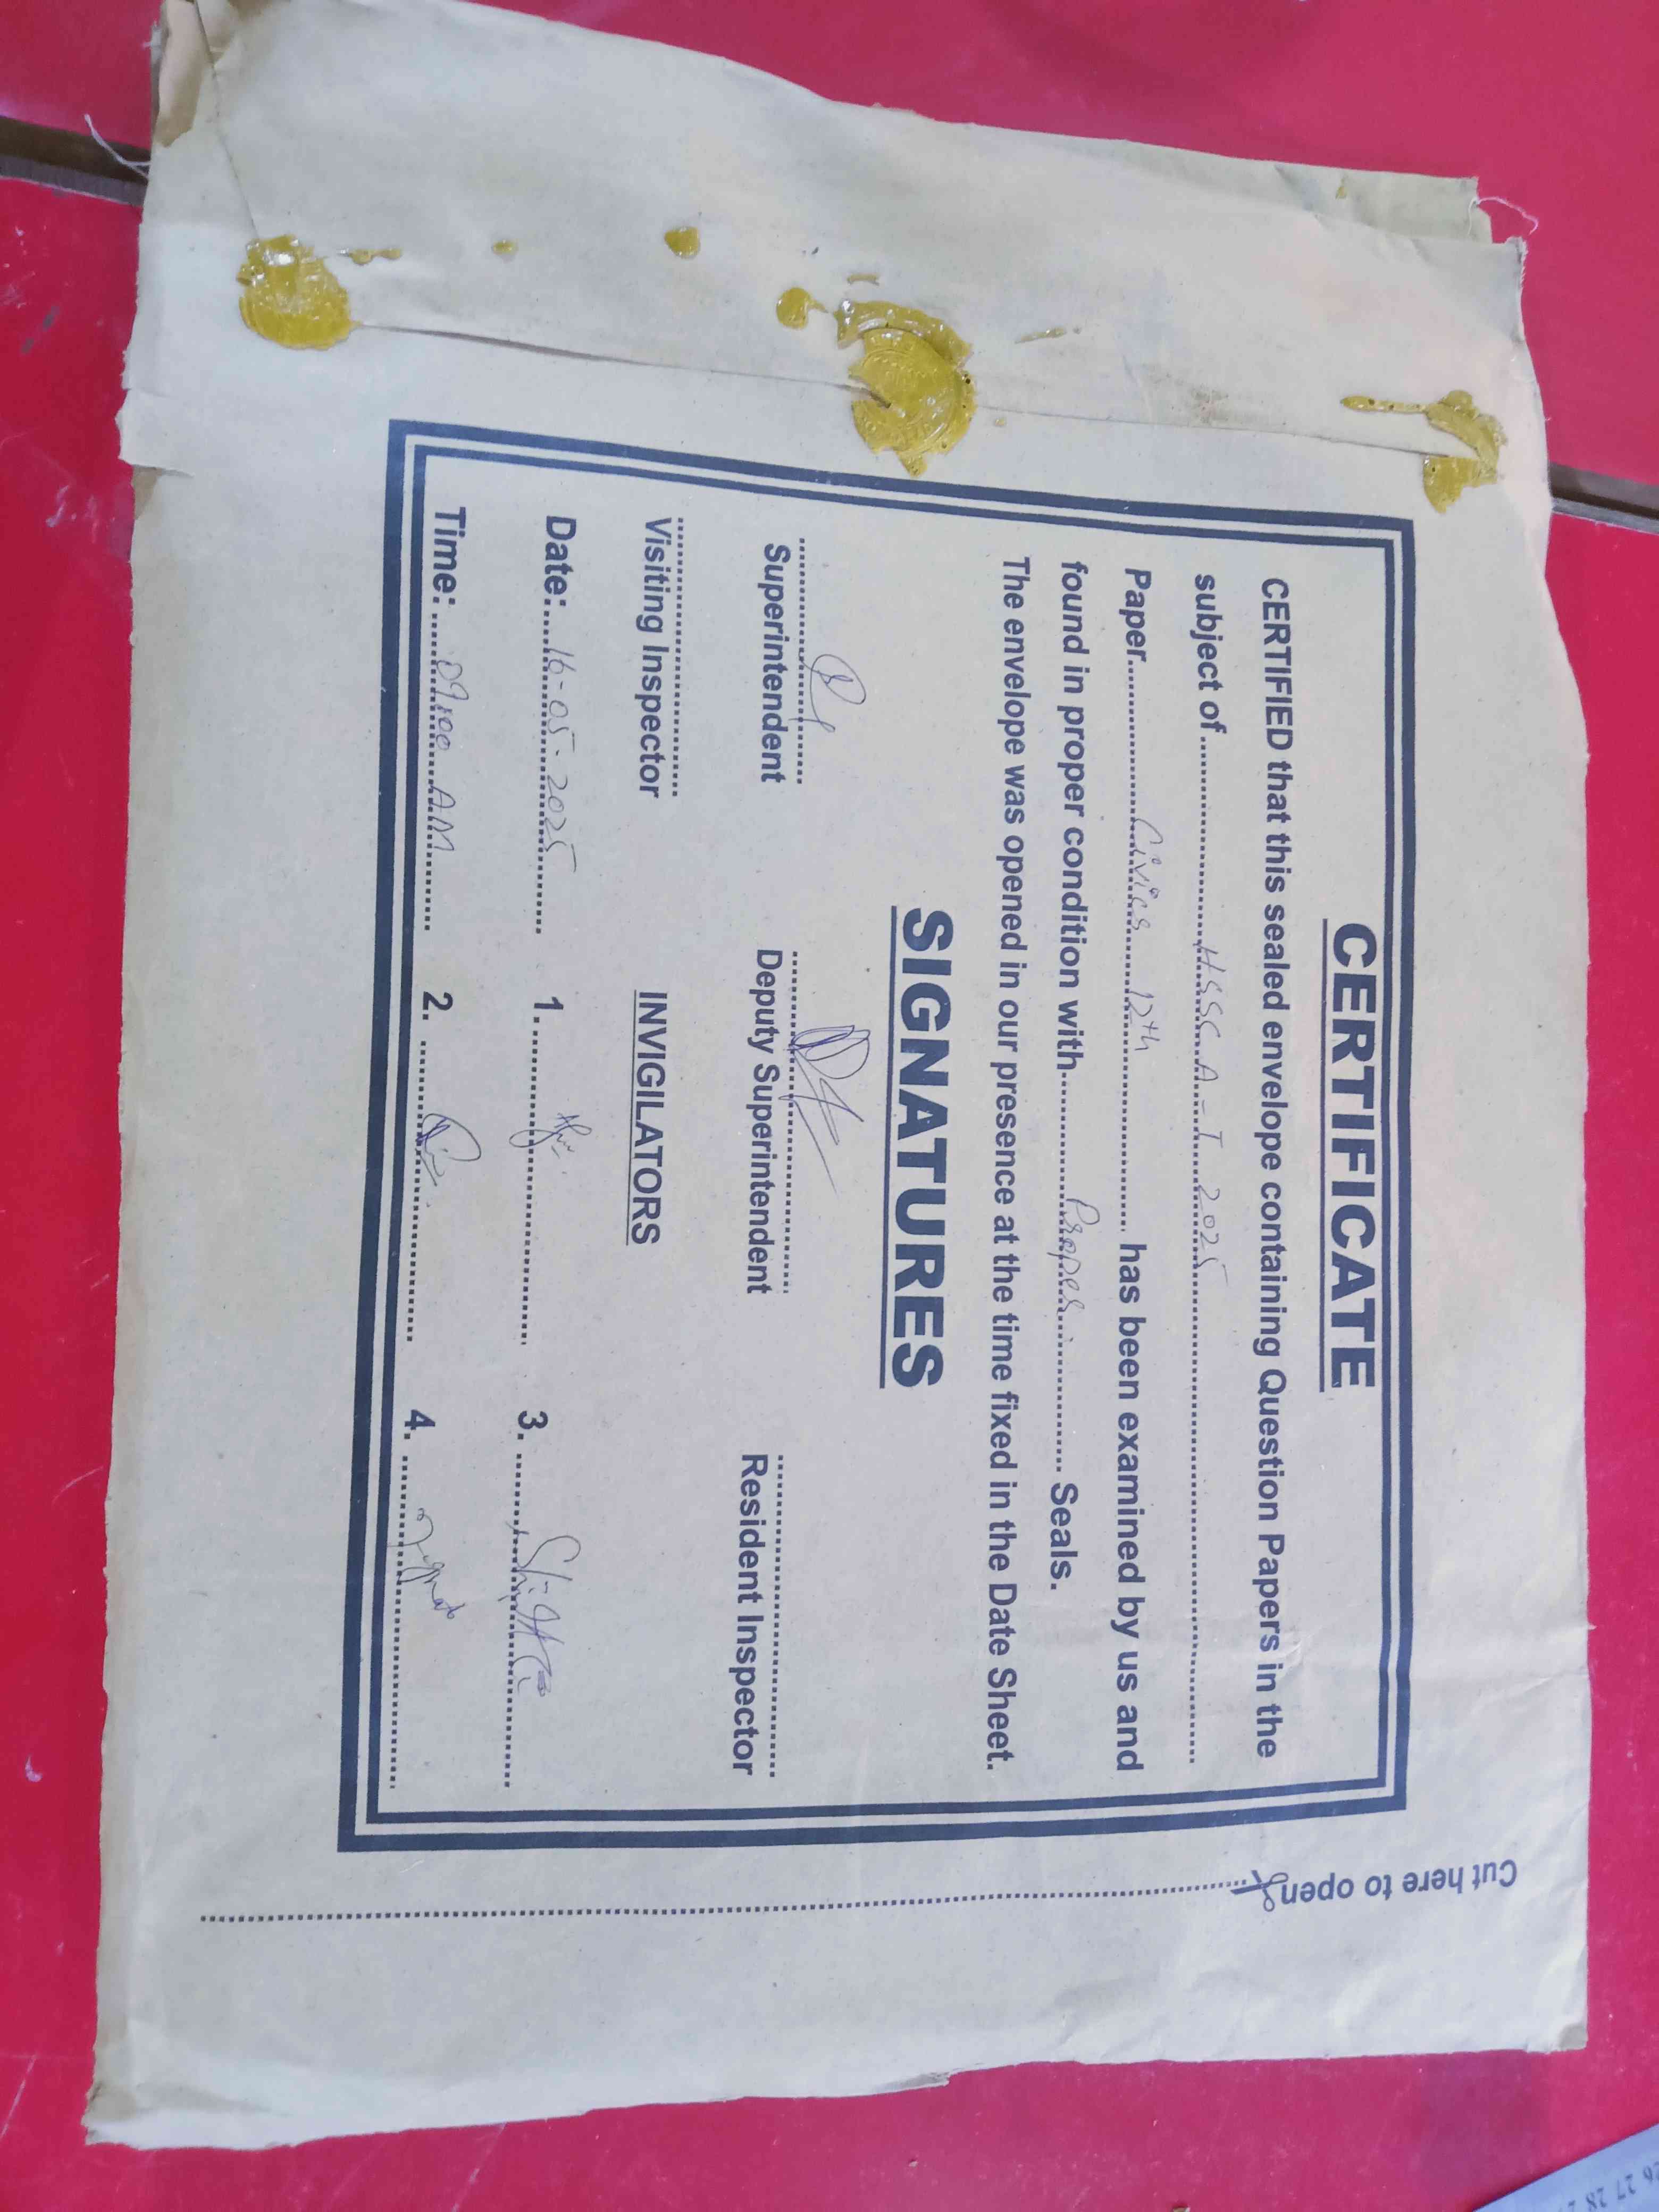 CERTIFICATE
CERTIFIED that this sealed envelope containing Question Papers in the
subject of HSSC A-I 2025
Paper Civics 12th has been examined by us and
found in proper condition with Proper Seals.
The envelope was opened in our presence at the time fixed in the Date Sheet.
SIGNATURES
Superintendent Deputy Superintendent Resident Inspector
Visiting Inspector INVIGILATORS
Date: 16-05-2025 1. 3.
Time: 09:00 AM 2. 4.
Cut here to open
26 27 28